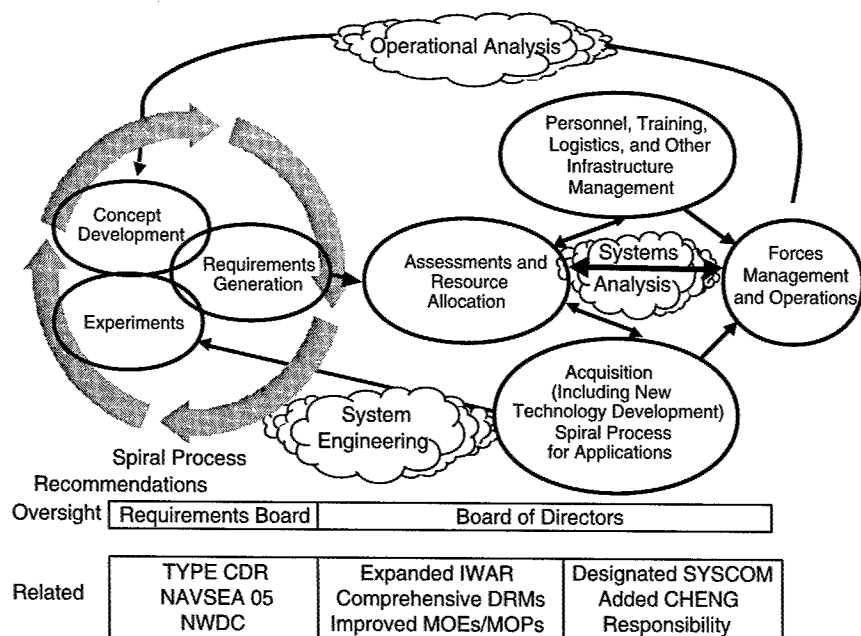 Operational Analysis
Personnel, Training,
Logistics, and Other
Infrastructure
Management
Concept
Development
Requirements
Generation
Experiments
Assessments and
Resource
Allocation
Systems
Analysis
Forces
Management
and Operations
Acquisition
(Including New
Technology Development)
Spiral Process
for Applications
System
Engineering
Spiral Process
Recommendations
Oversight
Requirements Board
Board of Directors
Related
TYPE CDR
NAVSEA 05
NWDC
Expanded IWAR
Comprehensive DRMs
Improved MOEs/MOPs
Designated SYSCOM
Added CHENG
Responsibility